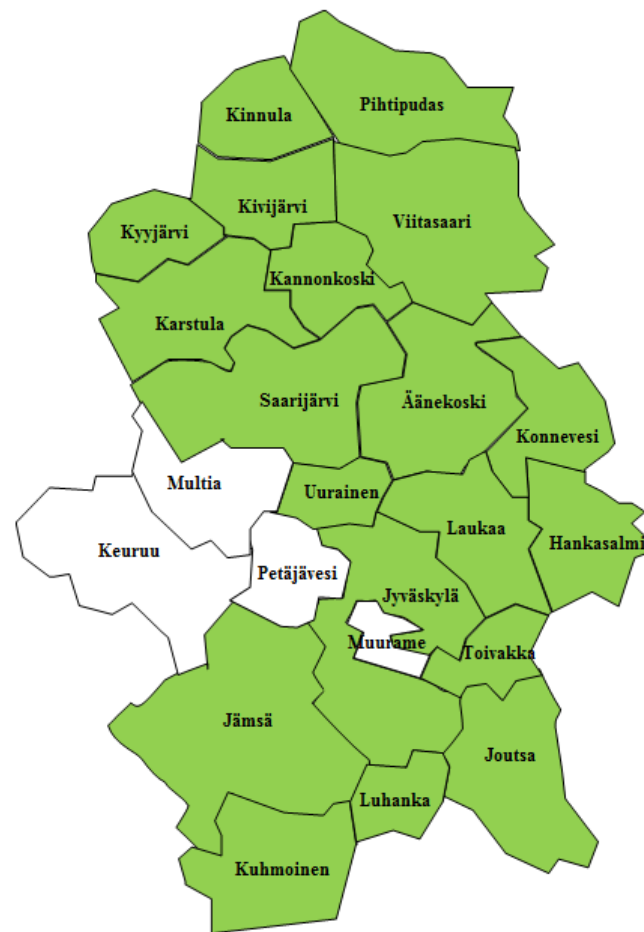 Pihtipudas
Kinnula
Kivijärvi
Viitasaari
Kyyjärvi
Kannonkoski
Karstula
Saarijärvi
Äänekoski
Konnevesi
Multia
Uurainen
Laukaa
Hankasalmi
Keuruu
Petäjävesi
Jyväskylä
Muurame
Toivakka
Jämsä
Joutsa
Luhanka
Kuhmoinen